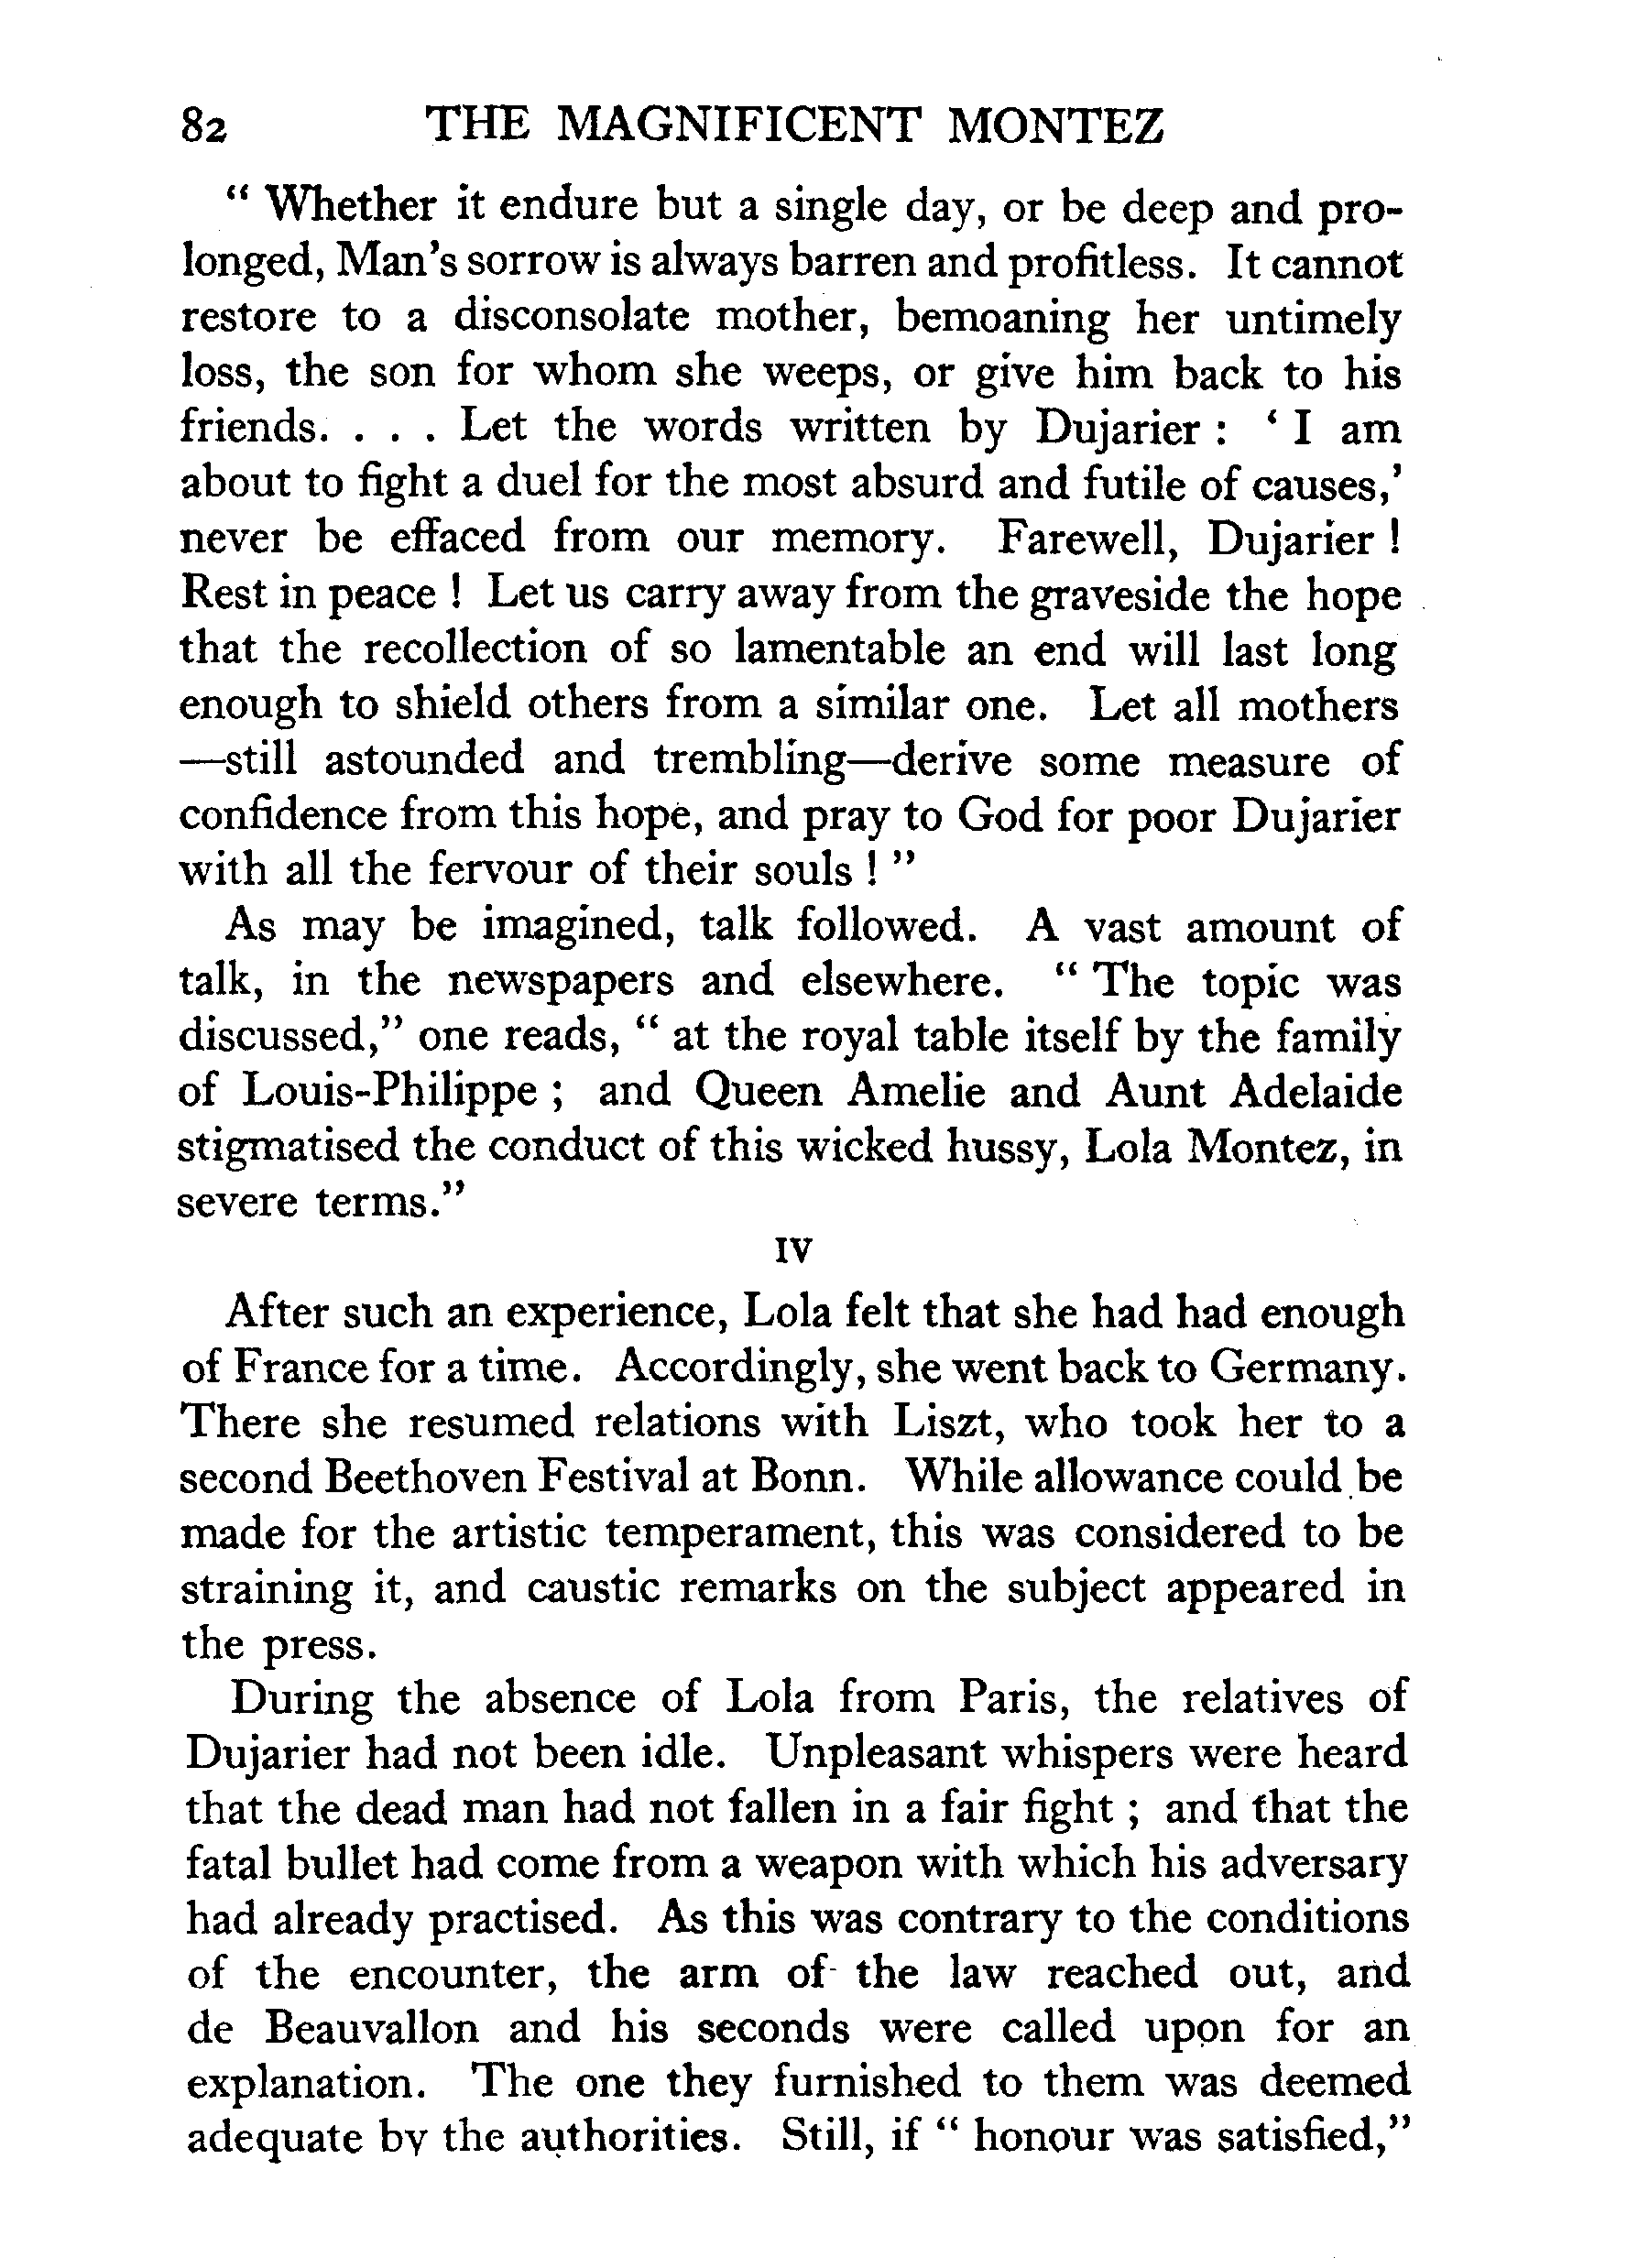 82 THE MAGNIFICENT MONTEZ
“ Whether it endure but a single day, or be deep and pro-
longed, Man’s sorrow is always barren and profitless. It cannot
restore to a disconsolate mother, bemoaning her untimely
loss, the son for whom she weeps, or give him back to his
friends. . . . Let the words written by Dujarier : ‘ I am
about to fight a duel for the most absurd and futile of causes,’
never be effaced from our memory. Farewell, Dujarier !
Rest in peace ! Let us carry away from the graveside the hope
that the recollection of so lamentable an end will last long
enough to shield others from a similar one. Let all mothers
—still astounded and trembling—derive some measure of
confidence from this hope, and pray to God for poor Dujarier
with all the fervour of their souls ! ”
As may be imagined, talk followed. A vast amount of
talk, in the newspapers and elsewhere. “ The topic was
discussed,” one reads, “ at the royal table itself by the family
of Louis-Philippe ; and Queen Amelie and Aunt Adelaide
stigmatised the conduct of this wicked hussy, Lola Montez, in
severe terms.”
IV
After such an experience, Lola felt that she had had enough
of France for a time. Accordingly, she went back to Germany.
There she resumed relations with Liszt, who took her to a
second Beethoven Festival at Bonn. While allowance could be
made for the artistic temperament, this was considered to be
straining it, and caustic remarks on the subject appeared in
the press.
During the absence of Lola from Paris, the relatives of
Dujarier had not been idle. Unpleasant whispers were heard
that the dead man had not fallen in a fair fight ; and that the
fatal bullet had come from a weapon with which his adversary
had already practised. As this was contrary to the conditions
of the encounter, the arm of the law reached out, and
de Beauvallon and his seconds were called upon for an
explanation. The one they furnished to them was deemed
adequate by the authorities. Still, if “ honour was satisfied,”